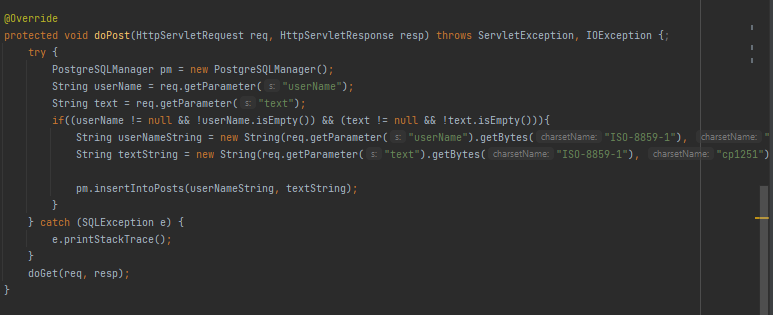 @Override
protected void doPost(HttpServletRequest req, HttpServletResponse resp) throws ServletException, IOException {;
try {
PostgreSQLManager pm = new PostgreSQLManager();
String userName = req.getParameter( s: "userName");
String text = req.getParameter( s: "text");
if((userName != null && !userName.isEmpty()) && (text != null && !text.isEmpty())){
String userNameString = new String(req.getParameter( s: "userName").getBytes( charsetName: "ISO-8859-1"), charsetName: "
String textString = new String(req.getParameter( s: "text").getBytes( charsetName: "ISO-8859-1"), charsetName: "cp1251")
pm.insertIntoPosts(userNameString, textString);
}
} catch (SQLException e) {
e.printStackTrace();
}
doGet(req, resp);
}